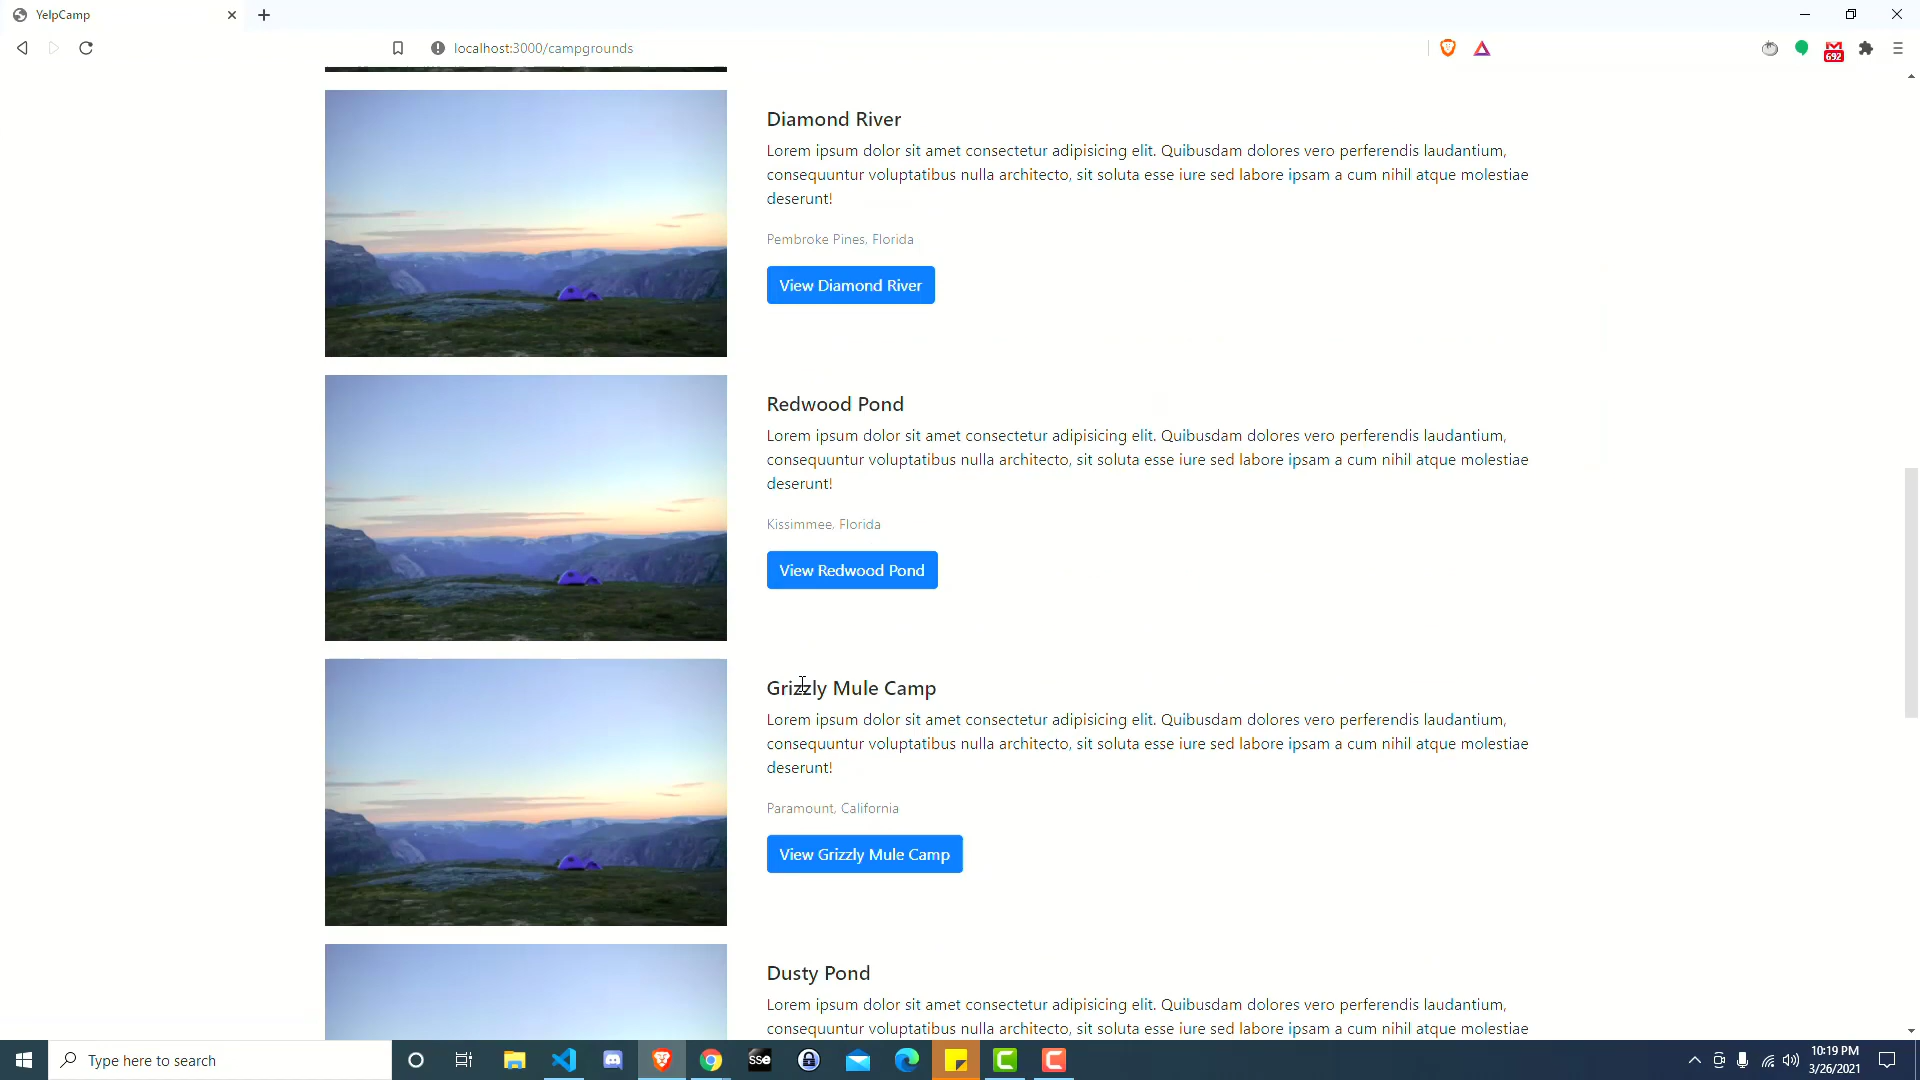 YelpCamp
localhost:3000/campgrounds
692
Diamond River
Lorem ipsum dolor sit amet consectetur adipisicing elit. Quibusdam dolores vero perferendis laudantium,
consequuntur voluptatibus nulla architecto, sit soluta esse iure sed labore ipsam a cum nihil atque molestiae
deserunt!
Pembroke Pines, Florida
View Diamond River
Redwood Pond
Lorem ipsum dolor sit amet consectetur adipisicing elit. Quibusdam dolores vero perferendis laudantium,
consequuntur voluptatibus nulla architecto, sit soluta esse iure sed labore ipsam a cum nihil atque molestiae
deserunt!
Kissimmee, Florida
View Redwood Pond
Grizzly Mule Camp
Lorem ipsum dolor sit amet consectetur adipisicing elit. Quibusdam dolores vero perferendis laudantium,
consequuntur voluptatibus nulla architecto, sit soluta esse iure sed labore ipsam a cum nihil atque molestiae
deserunt!
Paramount, California
View Grizzly Mule Camp
Dusty Pond
Lorem ipsum dolor sit amet consectetur adipisicing elit. Quibusdam dolores vero perferendis laudantium,
consequuntur voluptatibus nulla architecto, sit soluta esse iure sed labore ipsam a cum nihil atque molestiae
Type here to search
SSE
10:19 PM
3/26/2021